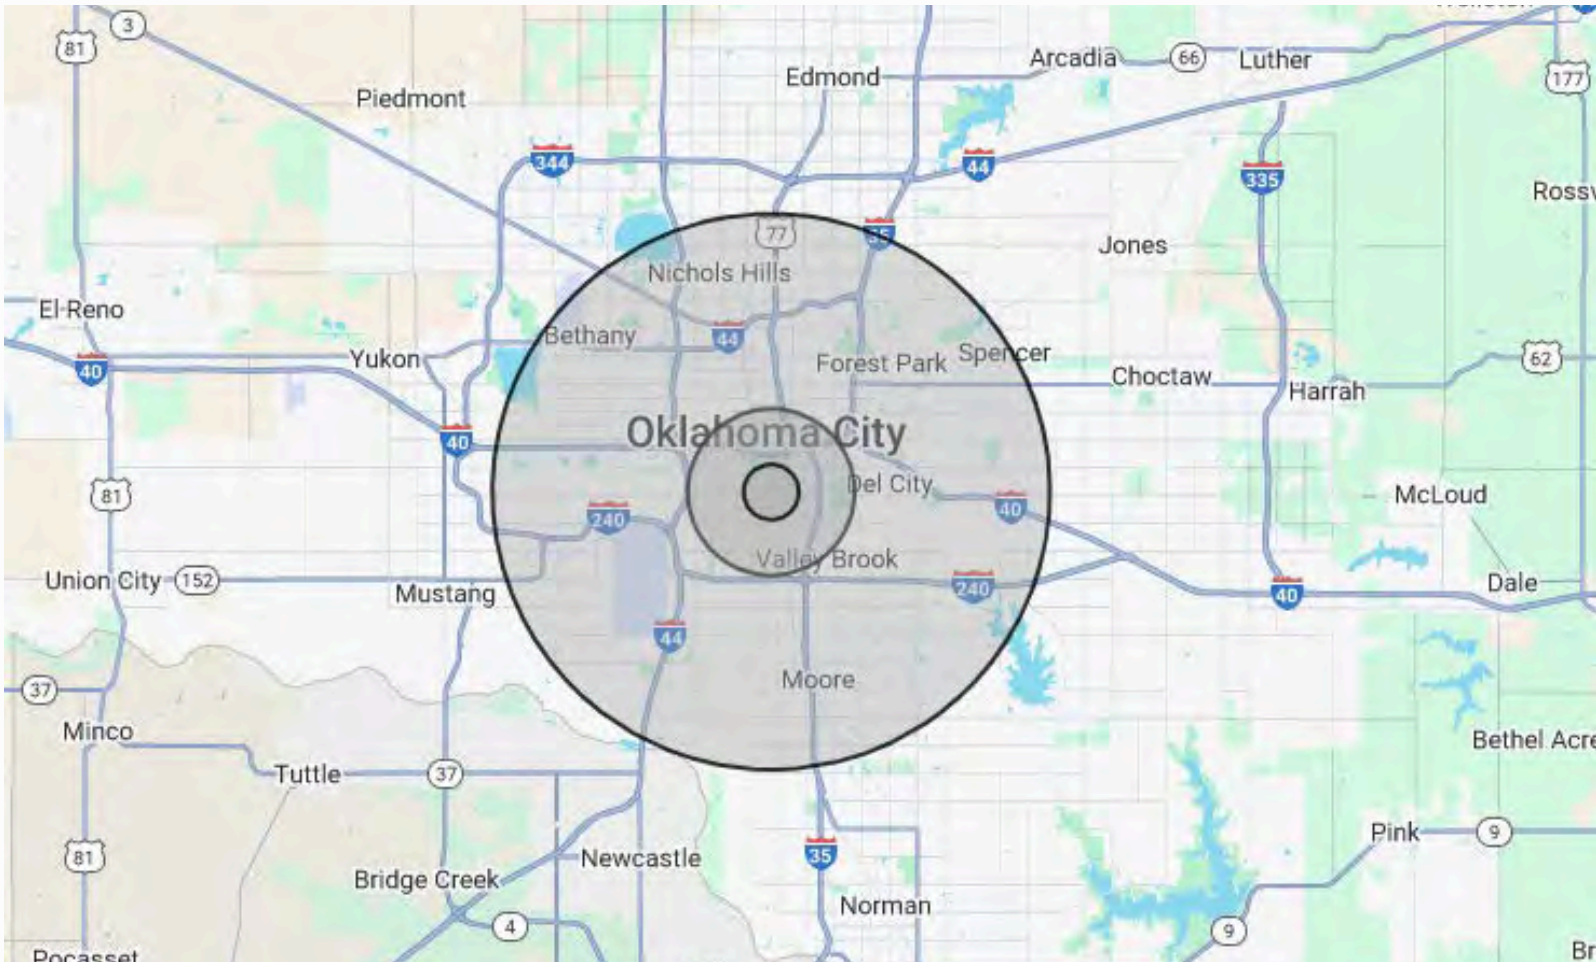 3
81
Edmond
Arcadia
66
Luther
177
Piedmont
344
44
335
77
35
Jones
Nichols Hills
El Reno
Bethany
44
Yukon
Forest Park
Spencer
62
40
Choctaw
Harrah
Oklahoma City
40
Del City
81
McLoud
40
240
Valley Brook
Union City
152
Mustang
240
40
Dale
44
Moore
37
Minco
Bethel Acre
Tuttle
37
Pink
9
81
35
Newcastle
Bridge Creek
Norman
4
9
Br